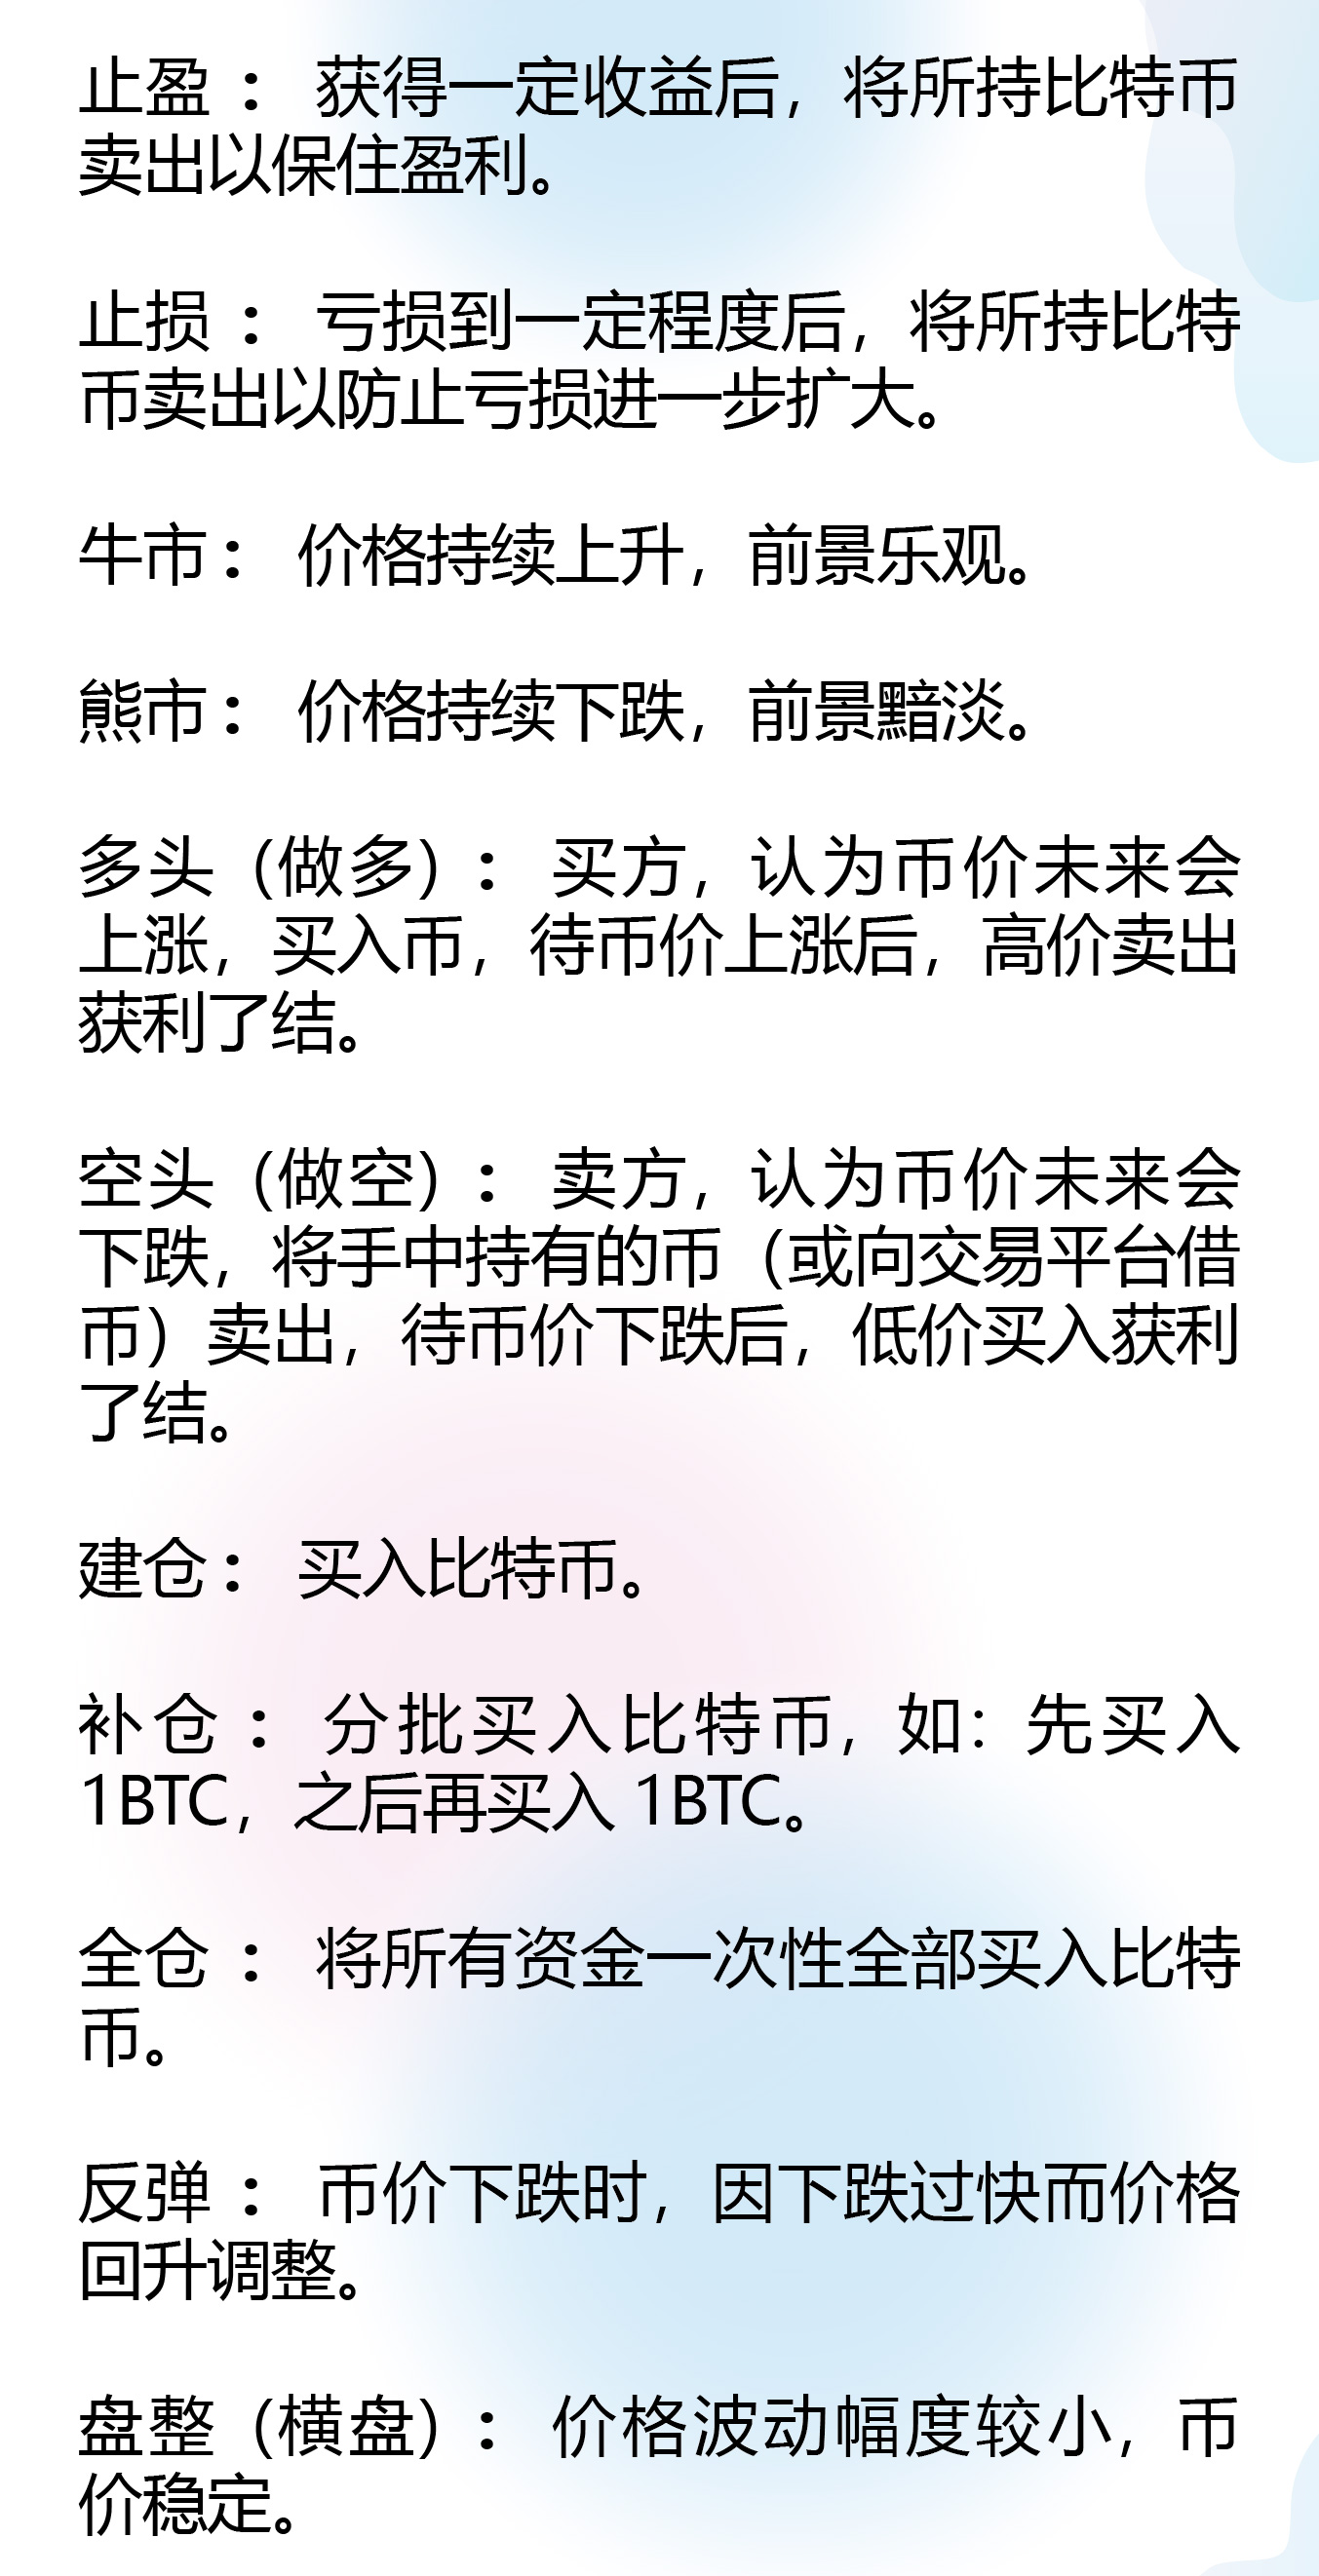 止盈 ： 获得一定收益后，将所持比特币
卖出以保住盈利。
止损 ： 亏损到一定程度后，将所持比特
币卖出以防止亏损进一步扩大。
牛市： 价格持续上升，前景乐观。
熊市： 价格持续下跌，前景黯淡。
多头（做多）： 买方，认为币价未来会
上涨，买入币，待币价上涨后，高价卖出
获利了结。
空头（做空）： 卖方，认为币价未来会
下跌，将手中持有的币（或向交易平台借
币）卖出，待币价下跌后，低价买入获利
了结。
建仓： 买入比特币。
补仓 ： 分批买入比特币, 如: 先买入
1BTC，之后再买入 1BTC。
全仓 ： 将所有资金一次性全部买入比特
币。
反弹 ： 币价下跌时，因下跌过快而价格
回升调整。
盘整（横盘）： 价格波动幅度较小，币
价稳定。